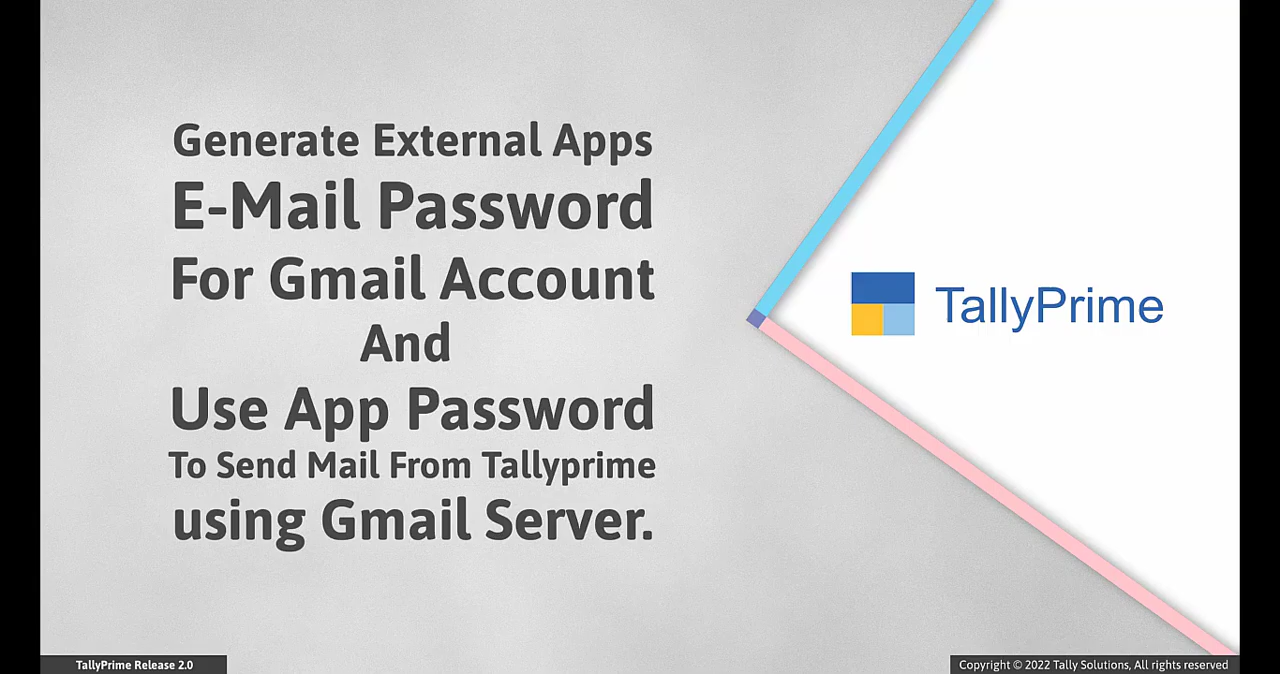 Generate External Apps
E-Mail Password
For Gmail Account
And
Use App Password
To Send Mail From Tallyprime
using Gmail Server.
TallyPrime
TallyPrime Release 2.0
Copyright © 2022 Tally Solutions, All rights reserved